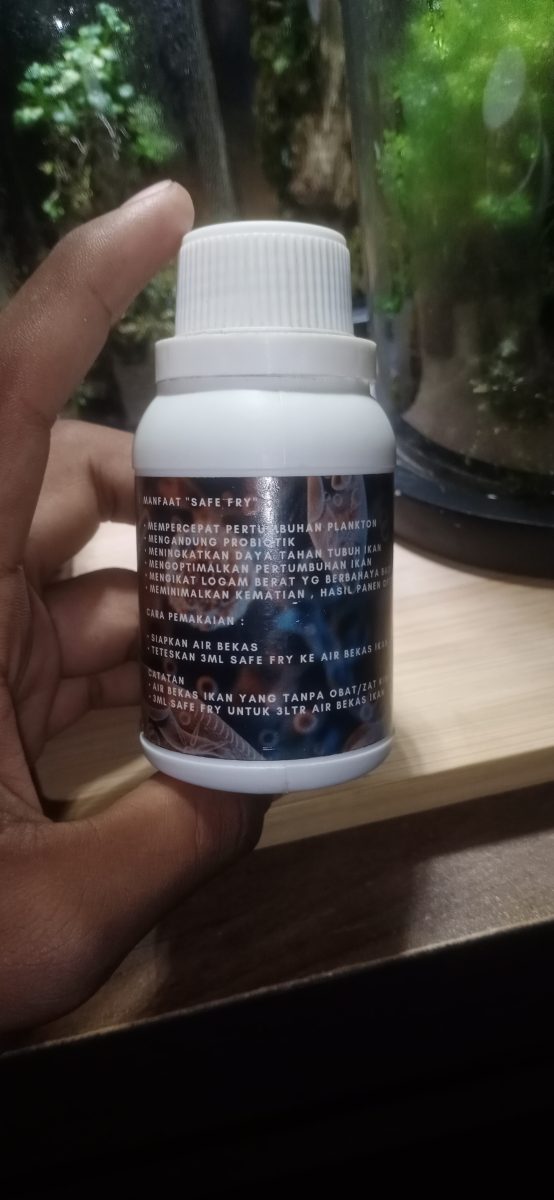 MANFAAT "SAFE FRY" :
• MEMPERCEPAT PERTUMBUHAN PLANKTON
• MENGANDUNG PROBIOTIK
• MENINGKATKAN DAYA TAHAN TUBUH IKAN
• MENGOPTIMALKAN PERTUMBUHAN IKAN
• MENGIKAT LOGAM BERAT YG BERBAHAYA
• MEMINIMALKAN KEMATIAN , HASIL PANEN
CARA PEMAKAIAN :
• SIAPKAN AIR BEKAS
• TETESKAN 3ML SAFE FRY KE AIR BEKAS IKAN
CATATAN
• AIR BEKAS IKAN YANG TANPA OBAT/ZAT
• 3ML SAFE FRY UNTUK 3LTR AIR BEKAS IKAN